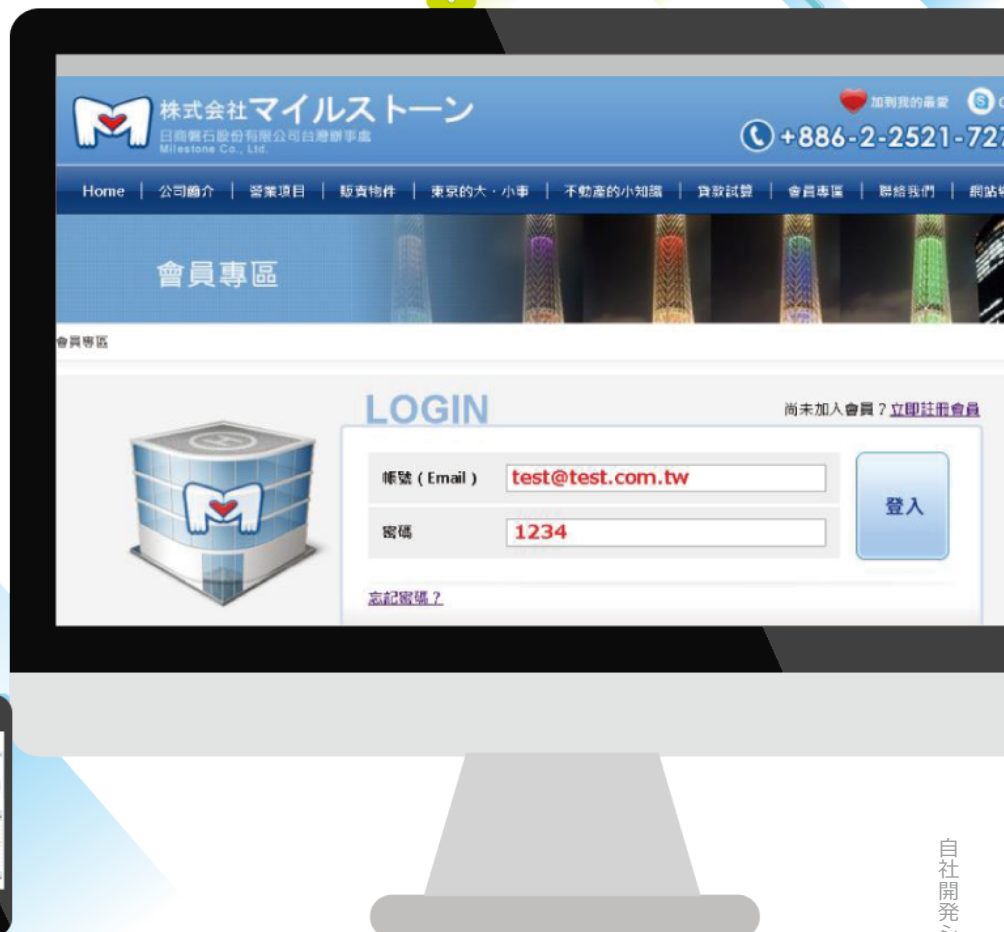 株式会社マイルストーン
日商磐石股份有限公司台灣辦事處
Milestone Co., Ltd.
加到我的最愛
+886-2-2521-727
Home | 公司簡介 | 營業項目 | 販賣物件 | 東京的大・小事 | 不動產的小知識 | 貸款試算 | 會員專區 | 聯絡我們 | 網站
會員專區
會員專區
LOGIN
尚未加入會員？立即註冊會員
帳號 ( Email )
test@test.com.tw
密碼
1234
登入
忘記密碼？
自社開発